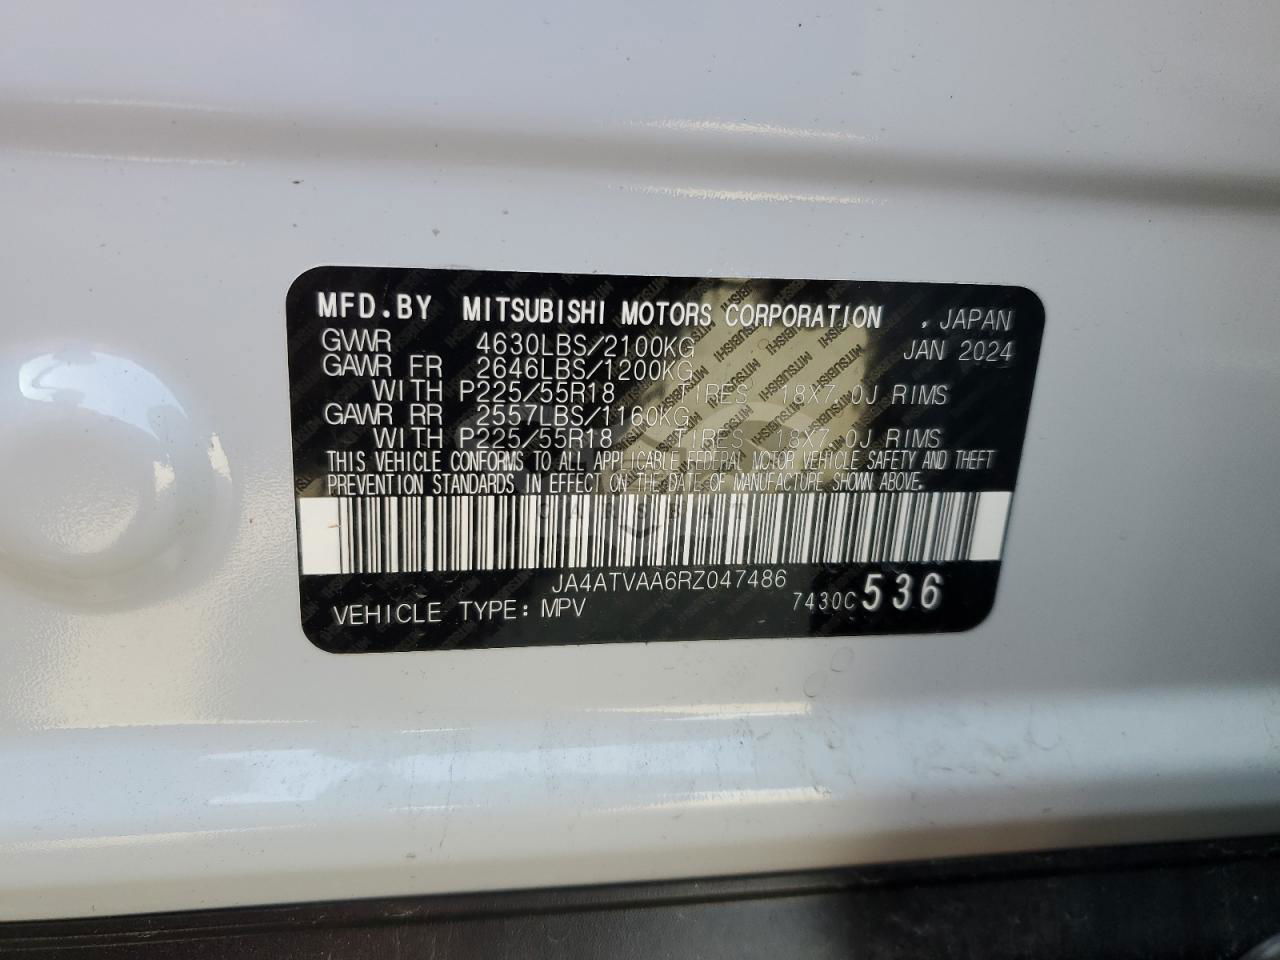 MFD.BY MITSUBISHI MOTORS CORPORATION , JAPAN
GVWR 4630LBS/2100KG JAN 2024
GAWR FR 2646LBS/1200KG
WITH P225/55R18 TIRES 18X7.0J RIMS
GAWR RR 2557LBS/1160KG
WITH P225/55R18 TIRES 18X7.0J RIMS
THIS VEHICLE CONFORMS TO ALL APPLICABLE FEDERAL MOTOR VEHICLE SAFETY AND THEFT
PREVENTION STANDARDS IN EFFECT ON THE DATE OF MANUFACTURE SHOWN ABOVE.
JA4ATVAA6RZ047486
VEHICLE TYPE: MPV 7430C 536